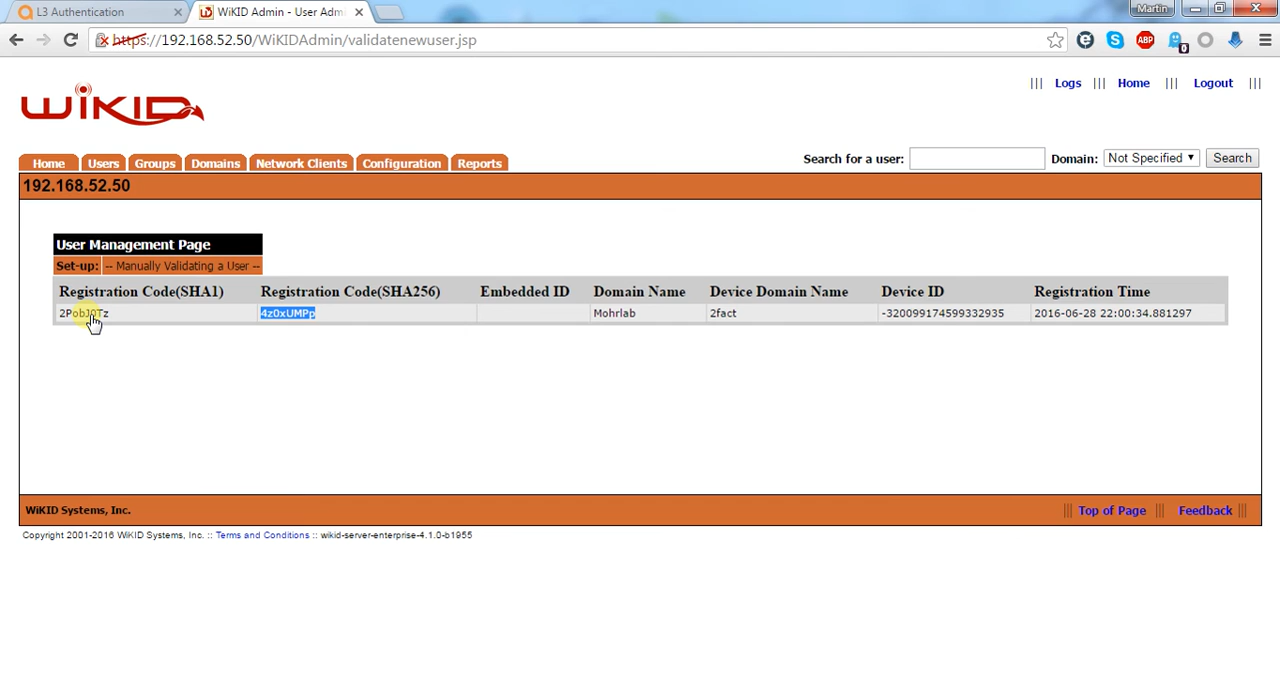 L3 Authentication
WiKID Admin - User Adm
Martin
https://192.168.52.50/WiKIDAdmin/validatenewuser.jsp
ABP
0
||| Logs ||| Home ||| Logout |||
WiKID
Home Users Groups Domains Network Clients Configuration Reports
Search for a user: Domain: Not Specified Search
192.168.52.50
User Management Page
Set-up: -- Manually Validating a User --
Registration Code(SHA1) Registration Code(SHA256) Embedded ID Domain Name Device Domain Name Device ID Registration Time
4z0xUMPp Mohrlab 2fact -320099174599332935 2016-06-28 22:00:34.881297
WiKID Systems, Inc. ||| Top of Page ||| Feedback |||
Copyright 2001-2016 WiKID Systems, Inc. :: Terms and Conditions :: wikid-server-enterprise-4.1.0-b1955